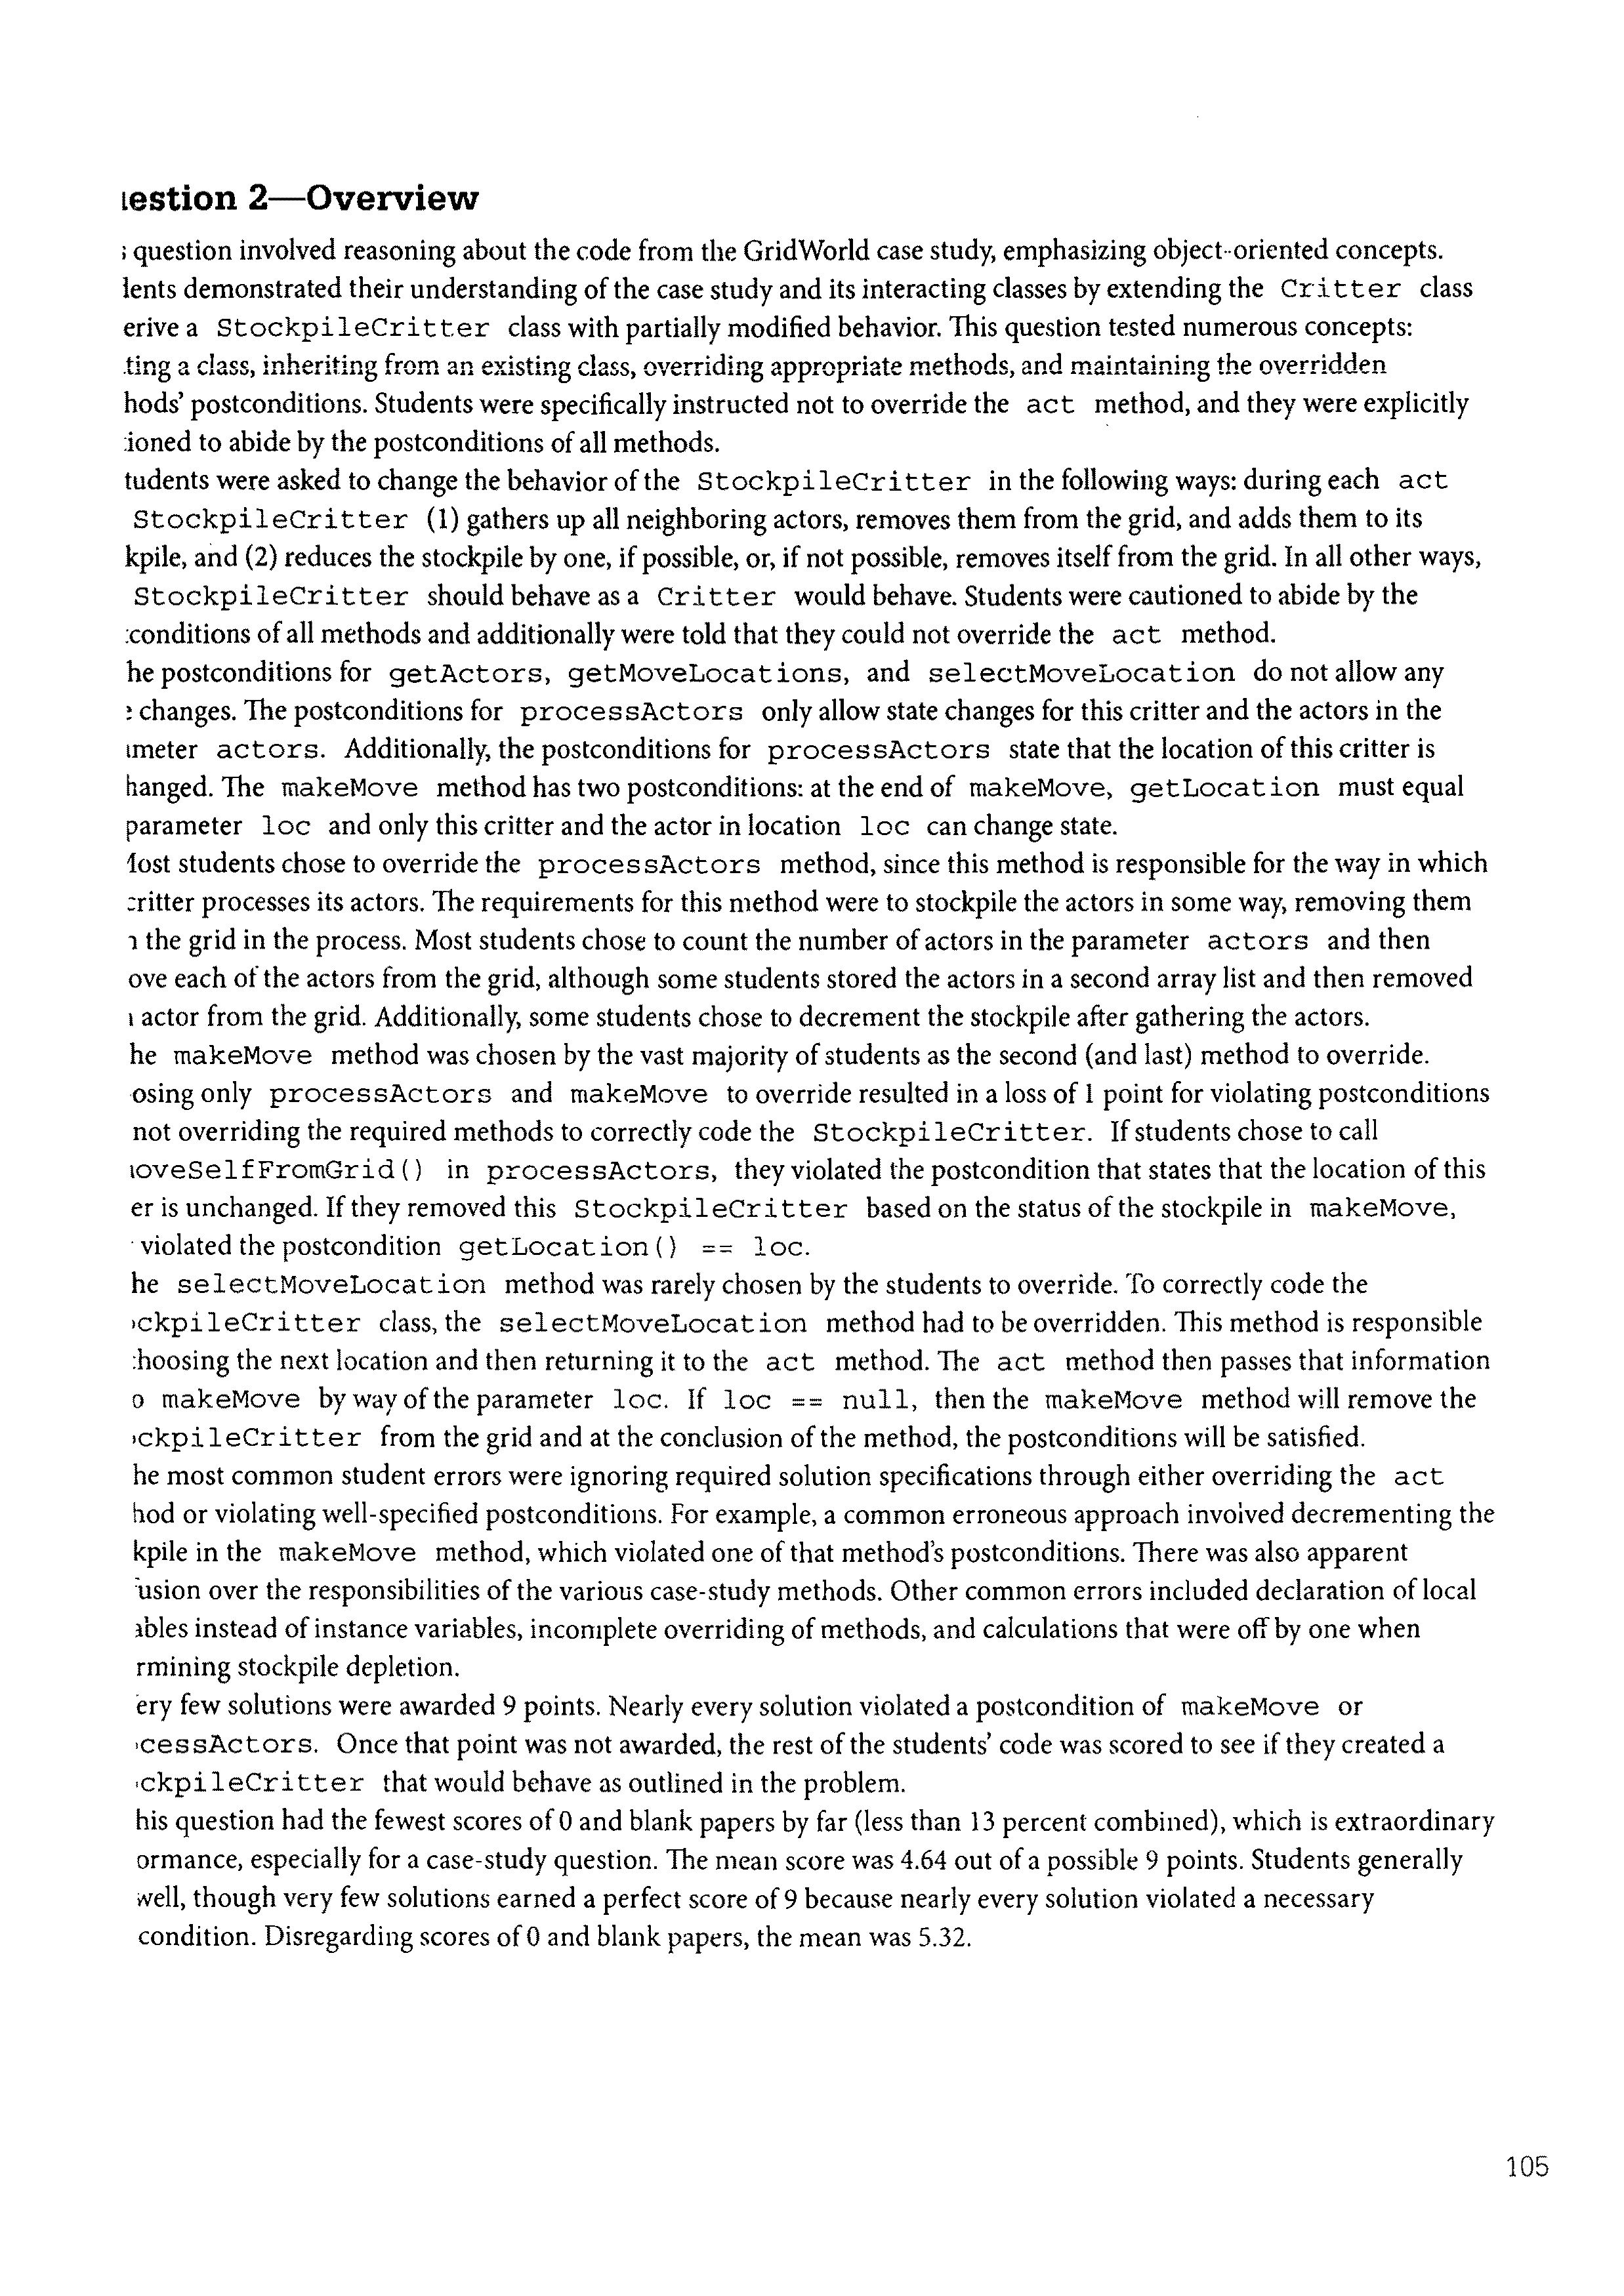 estion 2—Overview
question involved reasoning about the code from the GridWorld case study, emphasizing object-oriented concepts.
lents demonstrated their understanding of the case study and its interacting classes by extending the Critter class
erive a StockpileCritter class with partially modified behavior. This question tested numerous concepts:
ting a class, inheriting from an existing class, overriding appropriate methods, and maintaining the overridden
hods' postconditions. Students were specifically instructed not to override the act method, and they were explicitly
ioned to abide by the postconditions of all methods.
tudents were asked to change the behavior of the StockpileCritter in the following ways: during each act
StockpileCritter (1) gathers up all neighboring actors, removes them from the grid, and adds them to its
kpile, and (2) reduces the stockpile by one, if possible, or, if not possible, removes itself from the grid. In all other ways,
StockpileCritter should behave as a Critter would behave. Students were cautioned to abide by the
conditions of all methods and additionally were told that they could not override the act method.
he postconditions for getActors, getMoveLocations, and selectMoveLocation do not allow any
changes. The postconditions for processActors only allow state changes for this critter and the actors in the
meter actors. Additionally, the postconditions for processActors state that the location of this critter is
hanged. The makeMove method has two postconditions: at the end of makeMove, getLocation must equal
parameter loc and only this critter and the actor in location loc can change state.
lost students chose to override the processActors method, since this method is responsible for the way in which
critter processes its actors. The requirements for this method were to stockpile the actors in some way, removing them
the grid in the process. Most students chose to count the number of actors in the parameter actors and then
ove each of the actors from the grid, although some students stored the actors in a second array list and then removed
actor from the grid. Additionally, some students chose to decrement the stockpile after gathering the actors.
he makeMove method was chosen by the vast majority of students as the second (and last) method to override.
osing only processActors and makeMove to override resulted in a loss of 1 point for violating postconditions
not overriding the required methods to correctly code the StockpileCritter. If students chose to call
oveSelfFromGrid() in processActors, they violated the postcondition that states that the location of this
er is unchanged. If they removed this StockpileCritter based on the status of the stockpile in makeMove,
violated the postcondition getLocation() == loc.
he selectMoveLocation method was rarely chosen by the students to override. To correctly code the
ckpileCritter class, the selectMoveLocation method had to be overridden. This method is responsible
choosing the next location and then returning it to the act method. The act method then passes that information
o makeMove by way of the parameter loc. If loc == null, then the makeMove method will remove the
ckpileCritter from the grid and at the conclusion of the method, the postconditions will be satisfied.
he most common student errors were ignoring required solution specifications through either overriding the act
hod or violating well-specified postconditions. For example, a common erroneous approach involved decrementing the
kpile in the makeMove method, which violated one of that method's postconditions. There was also apparent
usion over the responsibilities of the various case-study methods. Other common errors included declaration of local
ables instead of instance variables, incomplete overriding of methods, and calculations that were off by one when
rmining stockpile depletion.
ery few solutions were awarded 9 points. Nearly every solution violated a postcondition of makeMove or
cessActors. Once that point was not awarded, the rest of the students' code was scored to see if they created a
ckpileCritter that would behave as outlined in the problem.
his question had the fewest scores of 0 and blank papers by far (less than 13 percent combined), which is extraordinary
ormance, especially for a case-study question. The mean score was 4.64 out of a possible 9 points. Students generally
well, though very few solutions earned a perfect score of 9 because nearly every solution violated a necessary
condition. Disregarding scores of 0 and blank papers, the mean was 5.32.
105